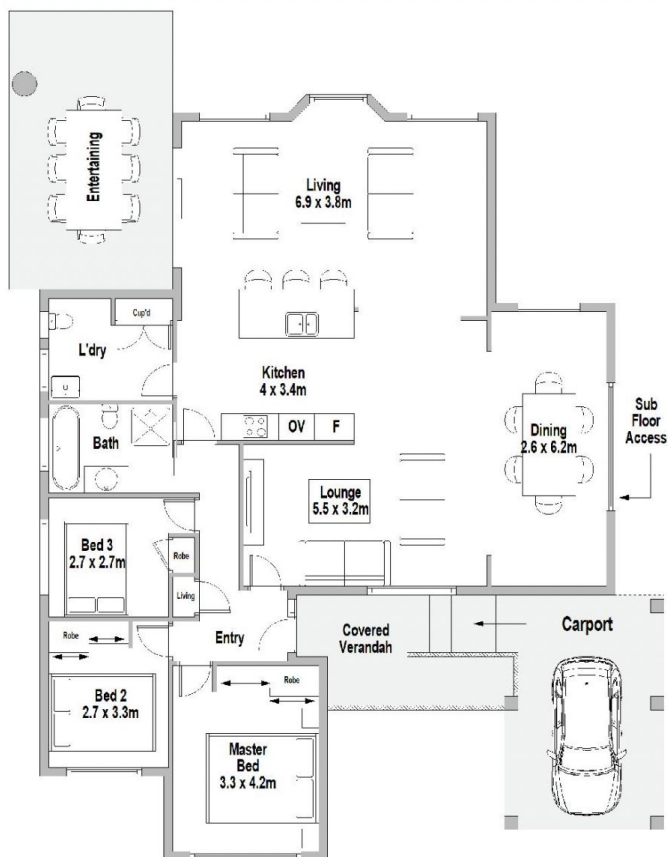 Entertaining
Living
6.9 x 3.8m
Cup'd
L'dry
Kitchen
4 x 3.4m
OV
F
Bath
Dining
2.6 x 6.2m
Sub
Floor
Access
Lounge
5.5 x 3.2m
Bed 3
2.7 x 2.7m
Robe
Living
Entry
Covered
Verandah
Carport
Robe
Bed 2
2.7 x 3.3m
Robe
Master
Bed
3.3 x 4.2m